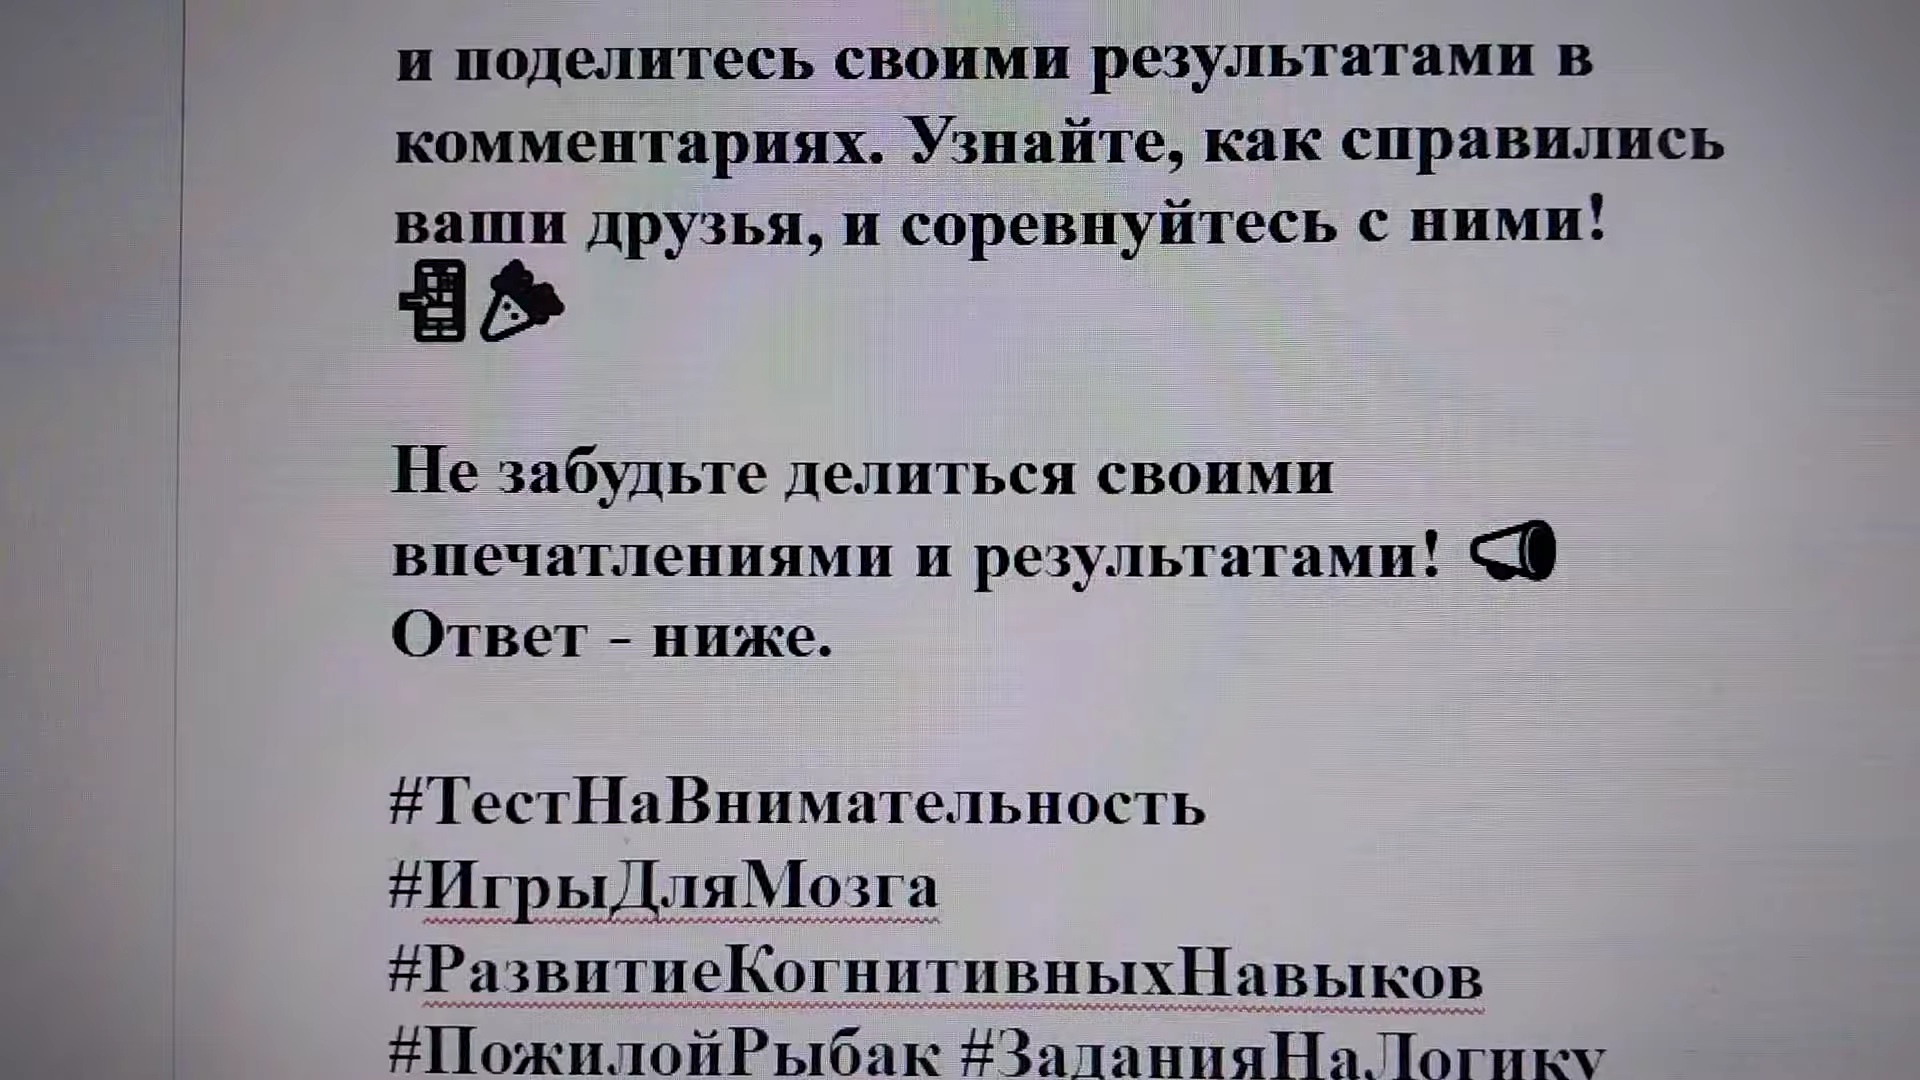 и поделитесь своими результатами в
комментариях. Узнайте, как справились
ваши друзья, и соревнуйтесь с ними!
📲🎉
Не забудьте делиться своими
впечатлениями и результатами! 📢
Ответ - ниже.
#ТестНаВнимательность
#ИгрыДляМозга
#РазвитиеКогнитивныхНавыков
#ПожилойРыбак #ЗаданияНаЛогику